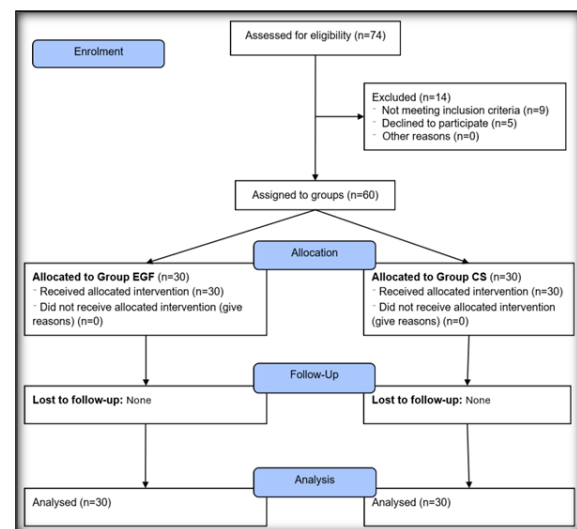 Assessed for eligibility (n=74)
Enrolment
Excluded (n=14)
- Not meeting inclusion criteria (n=9)
- Declined to participate (n=5)
- Other reasons (n=0)
Assigned to groups (n=60)
Allocation
Allocated to Group EGF (n=30)
- Received allocated intervention (n=30)
- Did not receive allocated intervention (give
reasons) (n=0)
Allocated to Group CS (n=30)
- Received allocated intervention (n=30)
- Did not receive allocated intervention
(give reasons) (n=0)
Follow-Up
Lost to follow-up: None
Lost to follow-up: None
Analysis
Analysed (n=30)
Analysed (n=30)